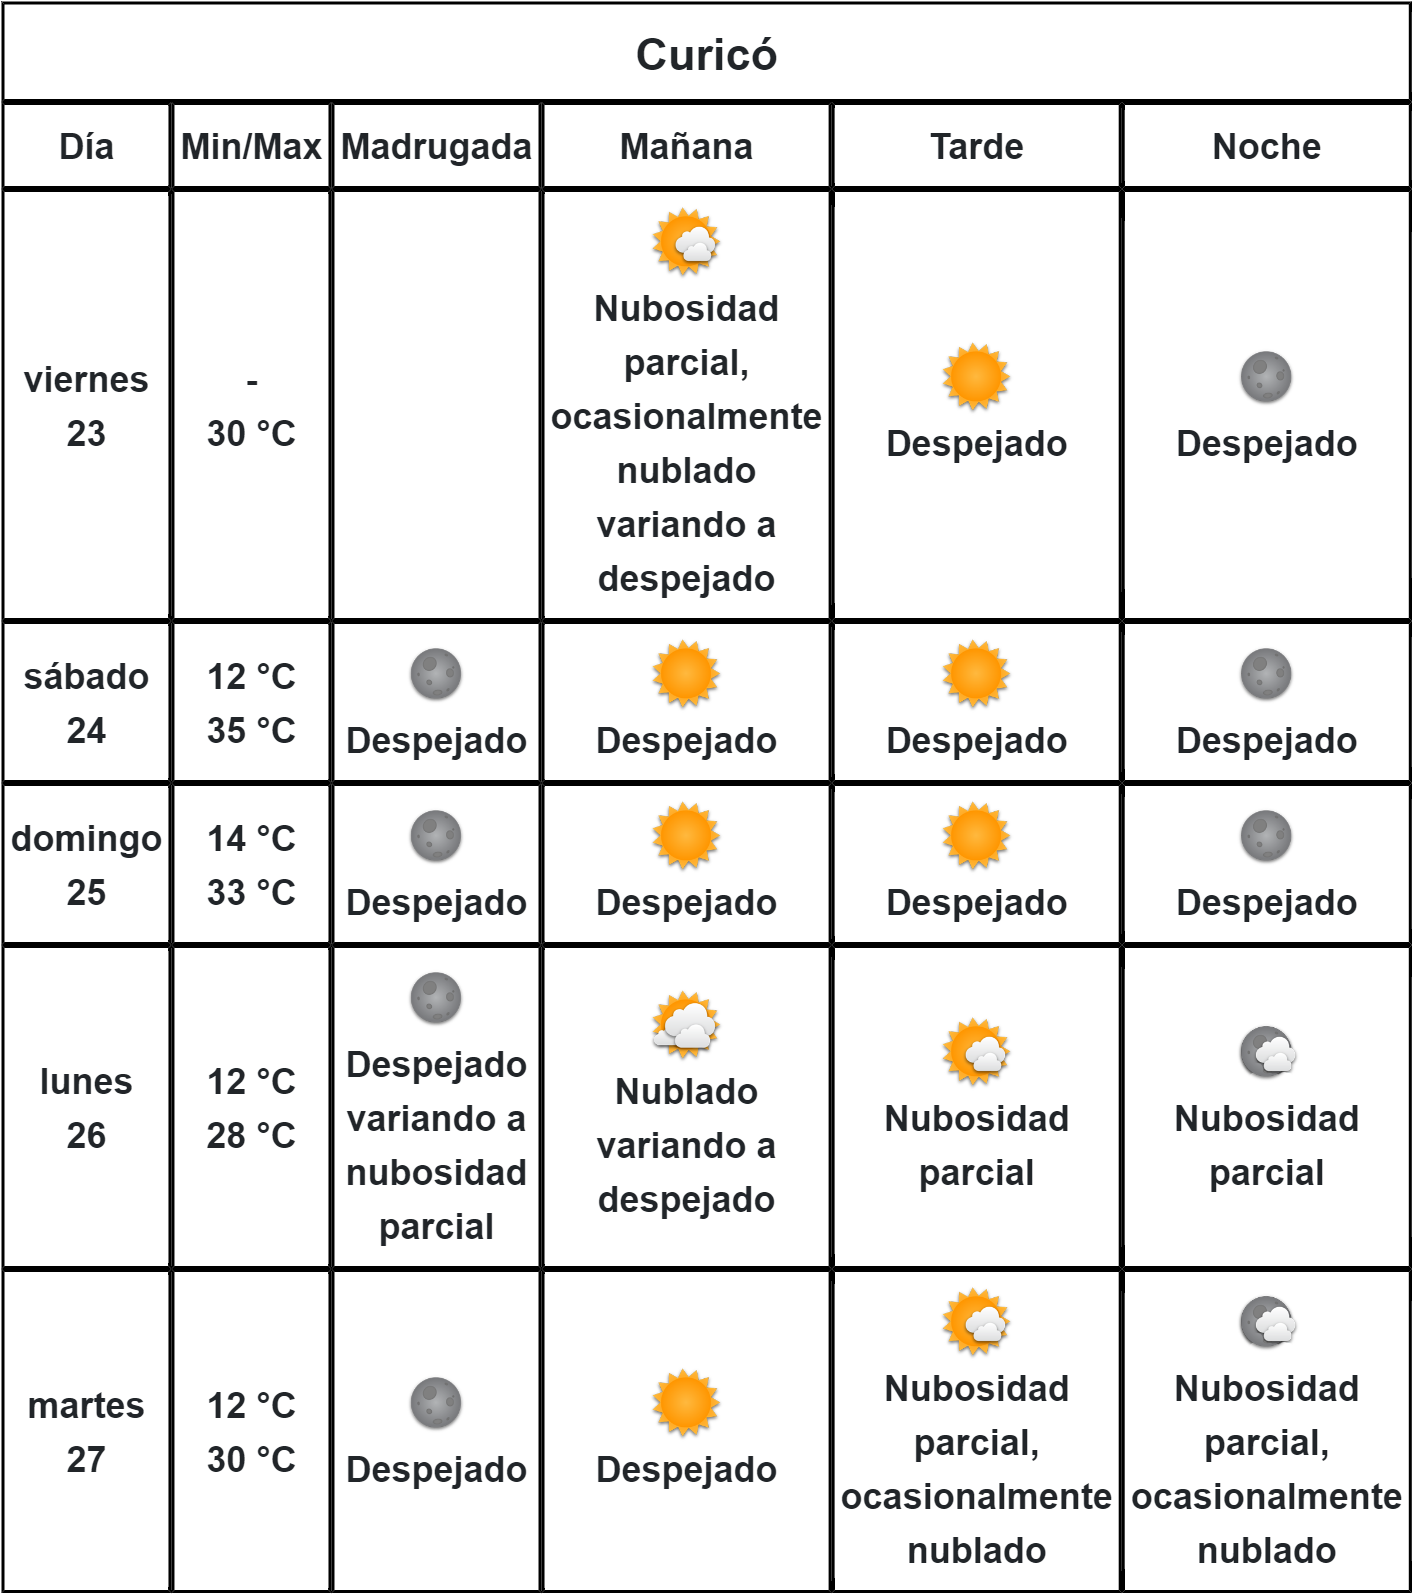 Curicó
Día Min/Max Madrugada Mañana Tarde Noche
viernes
23
-
30 °C
Nubosidad
parcial,
ocasionalmente
nublado
variando a
despejado
Despejado
Despejado
sábado
24
12 °C
35 °C
Despejado
Despejado
Despejado
Despejado
domingo
25
14 °C
33 °C
Despejado
Despejado
Despejado
Despejado
lunes
26
12 °C
28 °C
Despejado
variando a
nubosidad
parcial
Nublado
variando a
despejado
Nubosidad
parcial
Nubosidad
parcial
martes
27
12 °C
30 °C
Despejado
Despejado
Nubosidad
parcial,
ocasionalmente
nublado
Nubosidad
parcial,
ocasionalmente
nublado